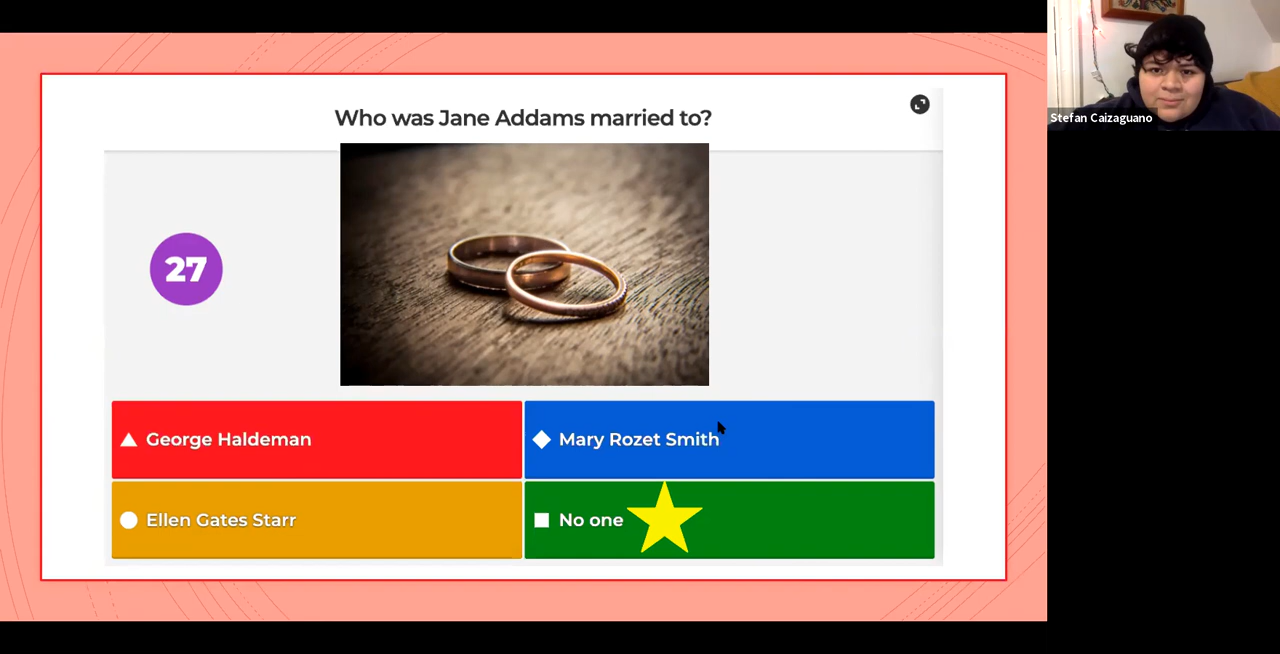 Who was Jane Addams married to?
27
George Haldeman
Mary Rozet Smith
Ellen Gates Starr
No one
Stefan Caizaguano